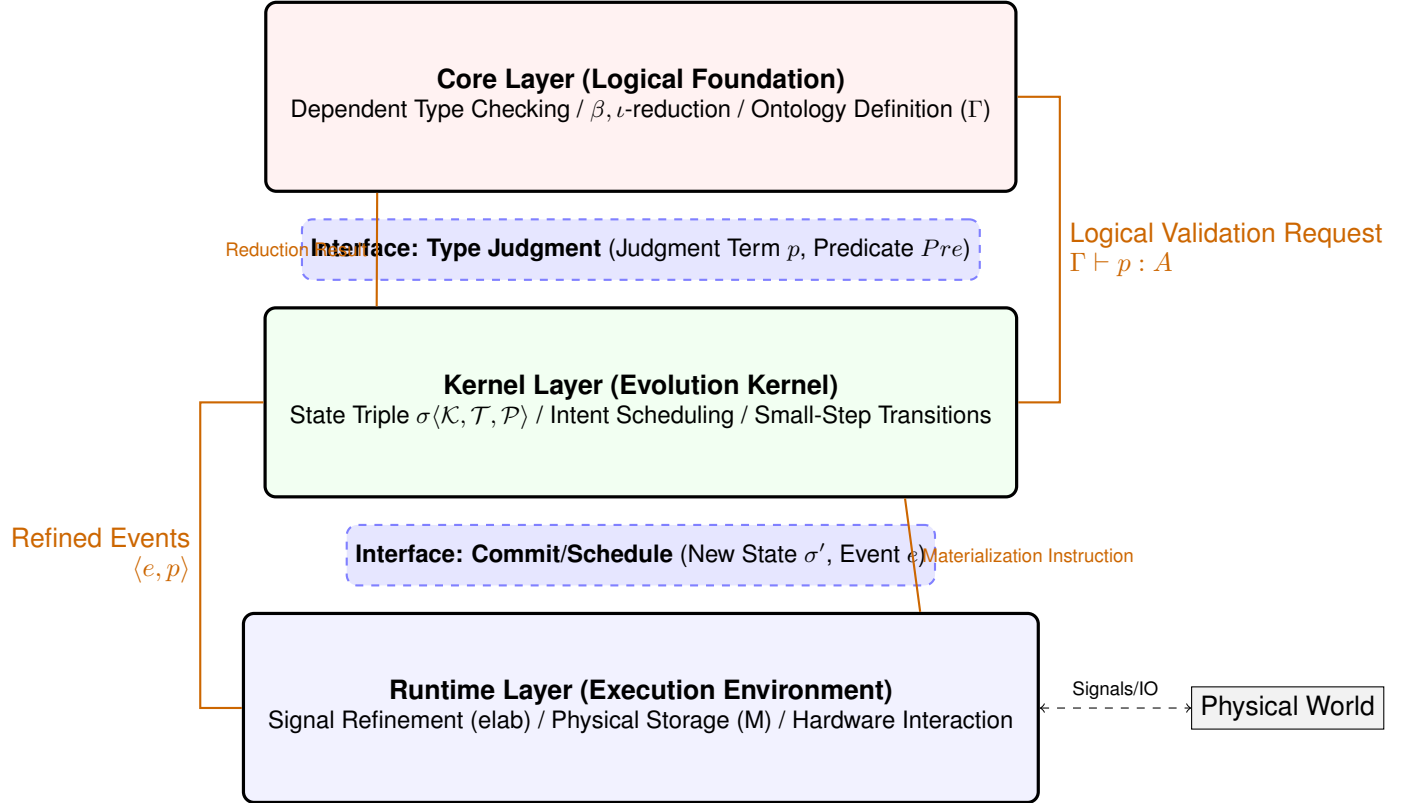 Core Layer (Logical Foundation)
Dependent Type Checking / β, ι-reduction / Ontology Definition (Γ)
Reduction Result
Interface: Type Judgment (Judgment Term p, Predicate Pre)
Logical Validation Request
Γ ⊢ p : A
Kernel Layer (Evolution Kernel)
State Triple σ⟨𝒦, 𝒯, 𝒫⟩ / Intent Scheduling / Small-Step Transitions
Refined Events
⟨e, p⟩
Interface: Commit/Schedule (New State σ′, Event e)
Materialization Instruction
Runtime Layer (Execution Environment)
Signal Refinement (elab) / Physical Storage (M) / Hardware Interaction
Signals/IO
Physical World